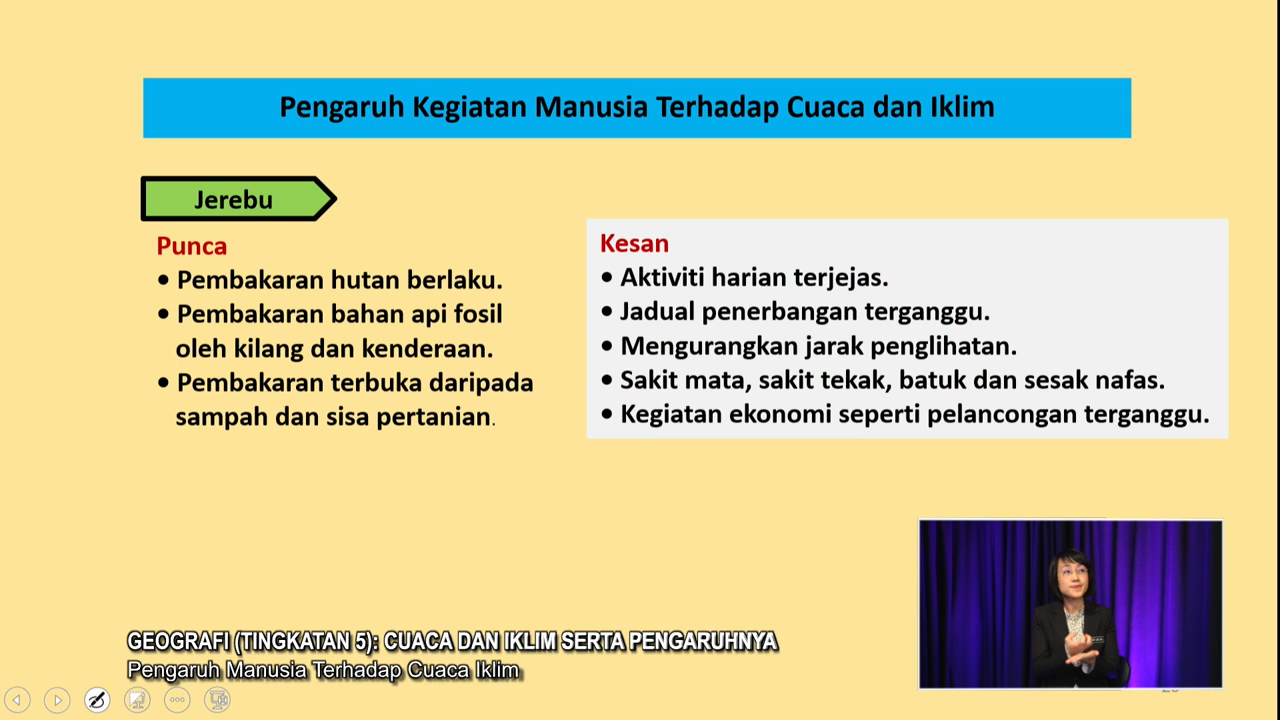 Pengaruh Kegiatan Manusia Terhadap Cuaca dan Iklim
Jerebu
Punca
• Pembakaran hutan berlaku.
• Pembakaran bahan api fosil
oleh kilang dan kenderaan.
• Pembakaran terbuka daripada
sampah dan sisa pertanian.
Kesan
• Aktiviti harian terjejas.
• Jadual penerbangan terganggu.
• Mengurangkan jarak penglihatan.
• Sakit mata, sakit tekak, batuk dan sesak nafas.
• Kegiatan ekonomi seperti pelancongan terganggu.
GEOGRAFI (TINGKATAN 5): CUACA DAN IKLIM SERTA PENGARUHNYA
Pengaruh Manusia Terhadap Cuaca Iklim